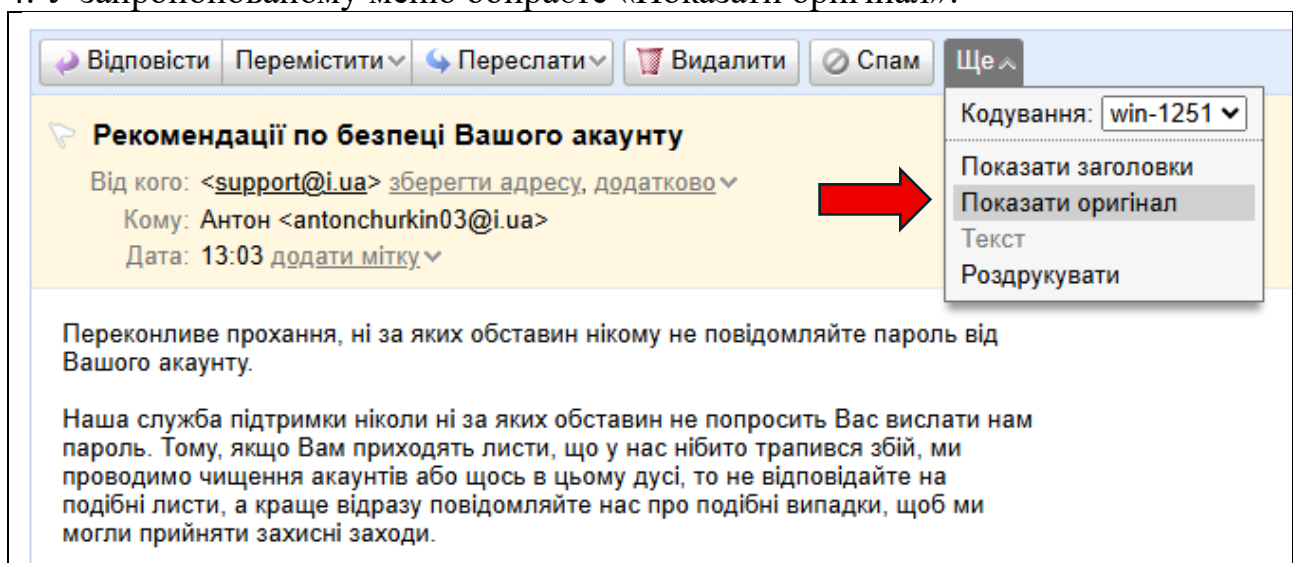 4. У запропонованому меню обираєте «Показати оригінал».
Відповісти Перемістити Переслати Видалити Спам Ще
Кодування: win-1251
Показати заголовки
Показати оригінал
Текст
Роздрукувати
Рекомендації по безпеці Вашого акаунту
Від кого: <support@i.ua> зберегти адресу, додатково
Кому: Антон <antonchurkin03@i.ua>
Дата: 13:03 додати мітку
Переконливе прохання, ні за яких обставин нікому не повідомляйте пароль від
Вашого акаунту.
Наша служба підтримки ніколи ні за яких обставин не попросить Вас вислати нам
пароль. Тому, якщо Вам приходять листи, що у нас нібито трапився збій, ми
проводимо чищення акаунтів або щось в цьому дусі, то не відповідайте на
подібні листи, а краще відразу повідомляйте нас про подібні випадки, щоб ми
могли прийняти захисні заходи.